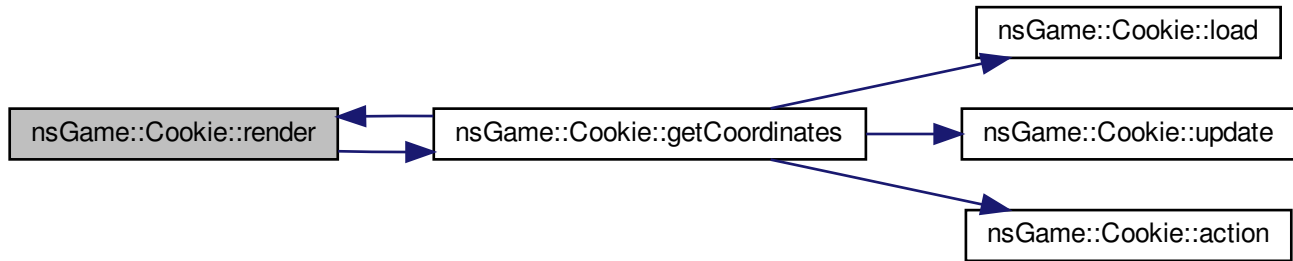 nsGame::Cookie::load
nsGame::Cookie::render
nsGame::Cookie::getCoordinates
nsGame::Cookie::update
nsGame::Cookie::action